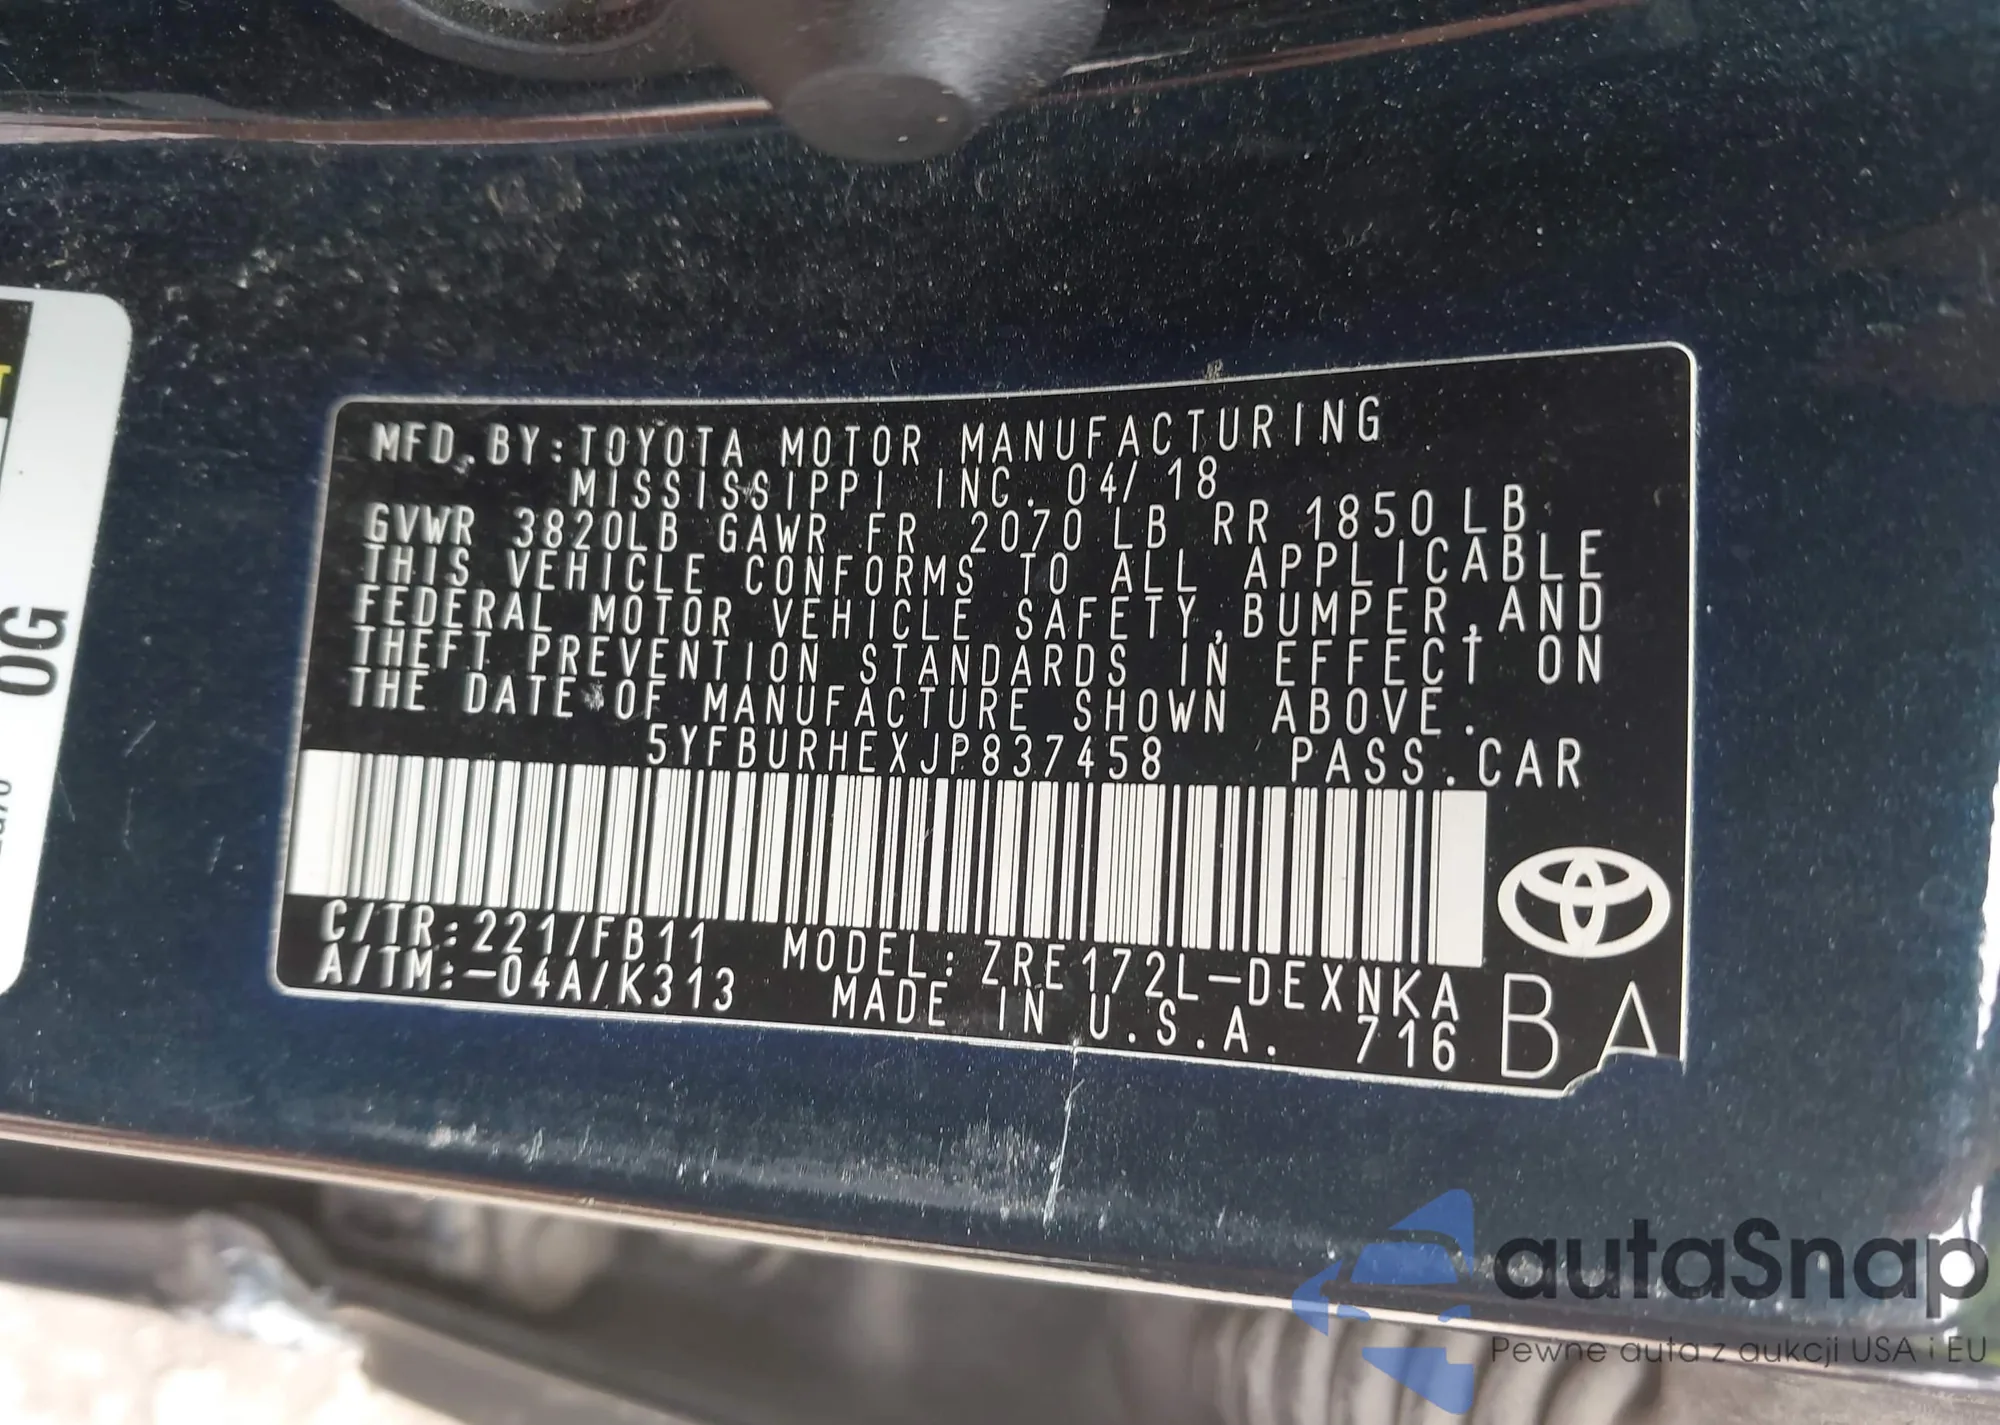 MFD. BY: TOYOTA MOTOR MANUFACTURING
MISSISSIPPI INC. 04/18
GVWR 3820LB GAWR FR 2070LB RR 1850LB
THIS VEHICLE CONFORMS TO ALL APPLICABLE
FEDERAL MOTOR VEHICLE SAFETY, BUMPER, AND
THEFT PREVENTION STANDARDS IN EFFECT ON
THE DATE OF MANUFACTURE SHOWN ABOVE.
5YFBURHEXJP837458 PASS. CAR
C/TR: 221/FB11 MODEL: ZRE172L-DEXNKA
A/TM: -04A/K313 MADE IN U.S.A. 716
BA
0G
autaSnap
Pewne auta z aukcji USA i EU